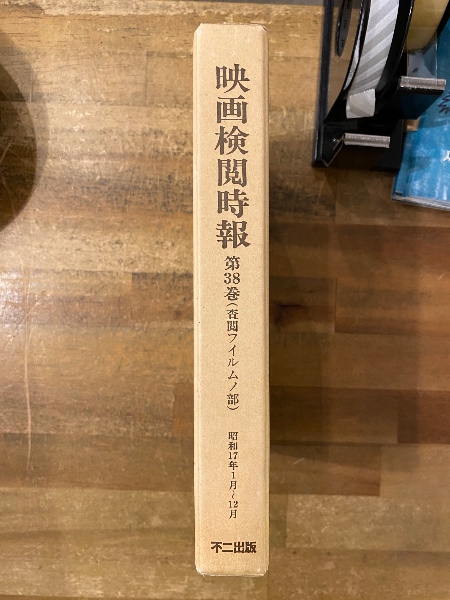 映画検閲時報
第38巻(査閲フイルムノ部)
昭和17年1月~12月
不二出版